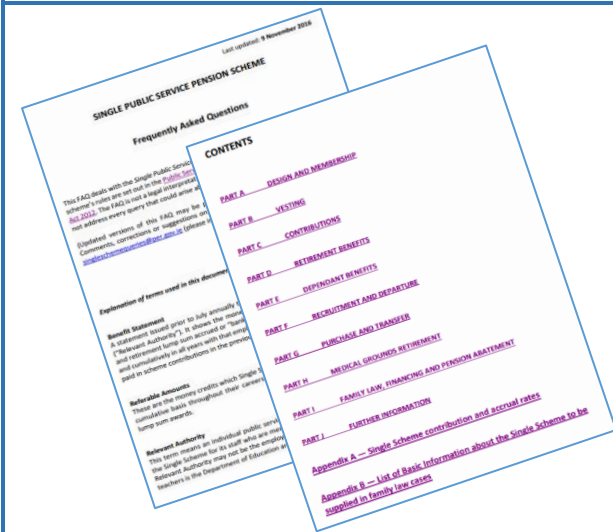 Last updated: 9 November 2016
SINGLE PUBLIC SERVICE PENSION SCHEME
Frequently Asked Questions
This FAQ deals with the Single Public Servic
scheme's rules are set out in the Public Ser
Act 2012. The FAQ is not a legal interpretat
not address every query that could arise a
(Updated versions of this FAQ may be p
Comments, corrections or suggestions on
singleschemequeries@per.gov.ie (please i
Explanation of terms used in this documen
Benefit Statement
A statement issued prior to July annually t
("Relevant Authority"). It shows the mone
and retirement lump sum accrued or "bank
and cumulatively in all years with that emp
paid in scheme contributions in the previou
Referable Amounts
These are the money credits which Single S
cumulative basis throughout their careers
lump sum awards.
Relevant Authority
This term means an individual public servi
the Single Scheme for its staff who are mem
Relevant Authority may not be the employ
teachers is the Department of Education an
CONTENTS
PART A DESIGN AND MEMBERSHIP
PART B VESTING
PART C CONTRIBUTIONS
PART D RETIREMENT BENEFITS
PART E DEPENDANT BENEFITS
PART F RECRUITMENT AND DEPARTURE
PART G PURCHASE AND TRANSFER
PART H MEDICAL GROUNDS RETIREMENT
PART I FAMILY LAW, FINANCING AND PENSION ABATEMENT
PART J FURTHER INFORMATION
Appendix A — Single Scheme contribution and accrual rates
Appendix B — List of Basic Information about the Single Scheme to be
supplied in family law cases